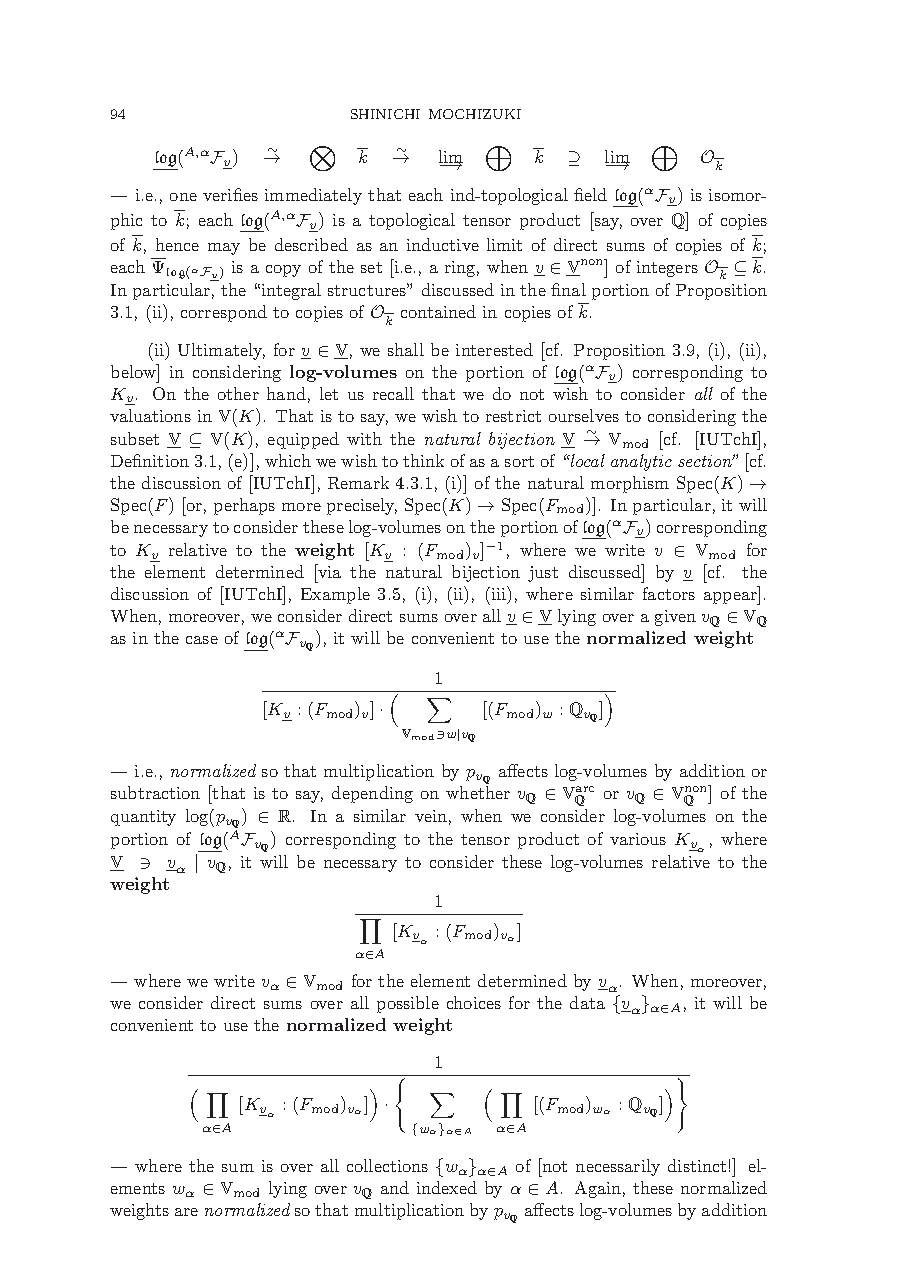 94 SHINICHI MOCHIZUKI
𝔩𝔬𝔤(^{A,α}F_v) ∼→ ⊗ k̄ ∼→ lim→ ⊕ k̄ ⊇ lim→ ⊕ O_k̄
— i.e., one verifies immediately that each ind-topological field 𝔩𝔬𝔤(^αF_v) is isomor-
phic to k̄; each 𝔩𝔬𝔤(^{A,α}F_v) is a topological tensor product [say, over ℚ] of copies
of k̄, hence may be described as an inductive limit of direct sums of copies of k̄;
each Ψ̄_{𝔩𝔬𝔤(^αF_v)} is a copy of the set [i.e., a ring, when v ∈ 𝕍^non] of integers O_k̄ ⊆ k̄.
In particular, the “integral structures” discussed in the final portion of Proposition
3.1, (ii), correspond to copies of O_k̄ contained in copies of k̄.
(ii) Ultimately, for v ∈ 𝕍, we shall be interested [cf. Proposition 3.9, (i), (ii),
below] in considering log-volumes on the portion of 𝔩𝔬𝔤(^αF_v) corresponding to
K_v. On the other hand, let us recall that we do not wish to consider all of the
valuations in 𝕍(K). That is to say, we wish to restrict ourselves to considering the
subset 𝕍 ⊆ 𝕍(K), equipped with the natural bijection 𝕍 ∼→ 𝕍_mod [cf. [IUTchI],
Definition 3.1, (e)], which we wish to think of as a sort of “local analytic section” [cf.
the discussion of [IUTchI], Remark 4.3.1, (i)] of the natural morphism Spec(K) →
Spec(F) [or, perhaps more precisely, Spec(K) → Spec(F_mod)]. In particular, it will
be necessary to consider these log-volumes on the portion of 𝔩𝔬𝔤(^αF_v) corresponding
to K_v relative to the weight [K_v : (F_mod)_v]^{−1}, where we write v ∈ 𝕍_mod for
the element determined [via the natural bijection just discussed] by v [cf. the
discussion of [IUTchI], Example 3.5, (i), (ii), (iii), where similar factors appear].
When, moreover, we consider direct sums over all v ∈ 𝕍 lying over a given v_ℚ ∈ 𝕍_ℚ
as in the case of 𝔩𝔬𝔤(^αF_{v_ℚ}), it will be convenient to use the normalized weight
1
[K_v : (F_mod)_v] · ( ∑ [(F_mod)_w : ℚ_{v_ℚ}] )
𝕍_mod ∋ w|v_ℚ
— i.e., normalized so that multiplication by p_{v_ℚ} affects log-volumes by addition or
subtraction [that is to say, depending on whether v_ℚ ∈ 𝕍_ℚ^arc or v_ℚ ∈ 𝕍_ℚ^non] of the
quantity log(p_{v_ℚ}) ∈ ℝ. In a similar vein, when we consider log-volumes on the
portion of 𝔩𝔬𝔤(^AF_{v_ℚ}) corresponding to the tensor product of various K_{v_α}, where
𝕍 ∋ v_α | v_ℚ, it will be necessary to consider these log-volumes relative to the
weight
1
∏ [K_{v_α} : (F_mod)_{v_α}]
α∈A
— where we write v_α ∈ 𝕍_mod for the element determined by v_α. When, moreover,
we consider direct sums over all possible choices for the data {v_α}_{α∈A}, it will be
convenient to use the normalized weight
1
( ∏ [K_{v_α} : (F_mod)_{v_α}] ) · { ∑ ( ∏ [(F_mod)_{w_α} : ℚ_{v_ℚ}] ) }
α∈A {w_α}_{α∈A} α∈A
— where the sum is over all collections {w_α}_{α∈A} of [not necessarily distinct!] el-
ements w_α ∈ 𝕍_mod lying over v_ℚ and indexed by α ∈ A. Again, these normalized
weights are normalized so that multiplication by p_{v_ℚ} affects log-volumes by addition